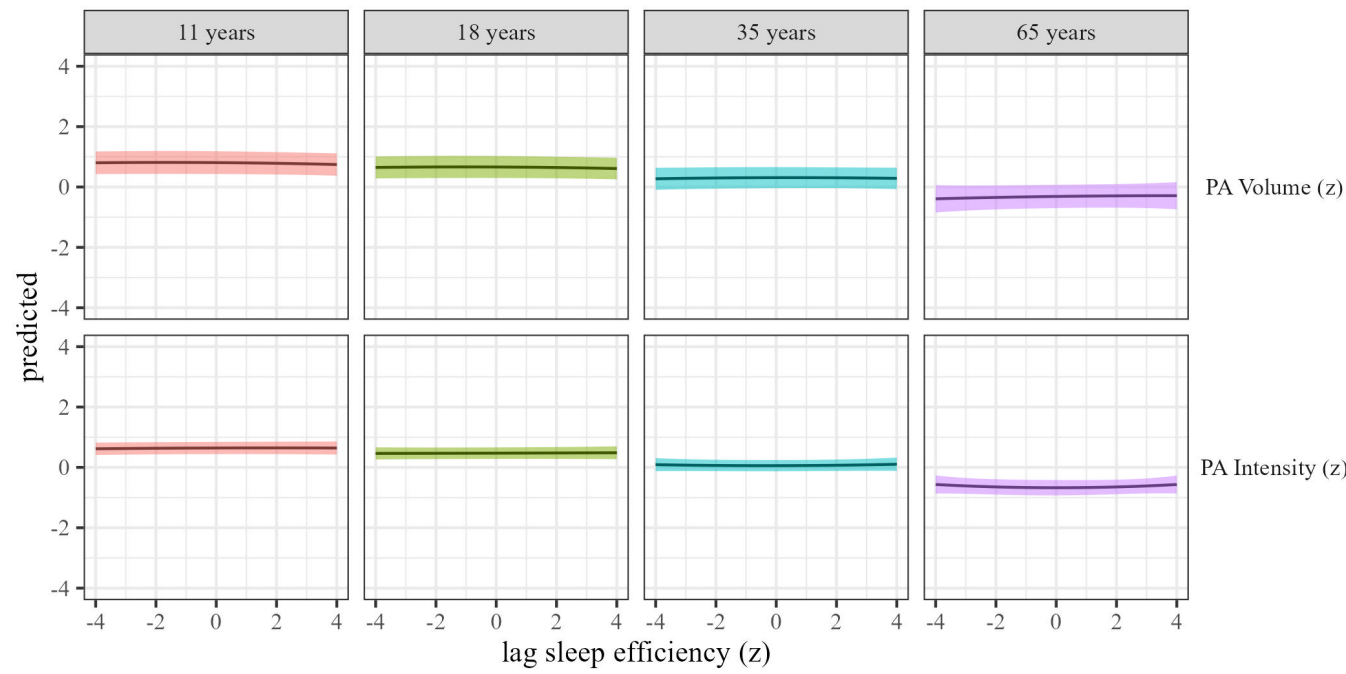 11 years 18 years 35 years 65 years
4
2
0
-2
-4
PA Volume (z)
predicted
4
2
0
-2
-4
PA Intensity (z)
-4 -2 0 2 4 -4 -2 0 2 4 -4 -2 0 2 4 -4 -2 0 2 4
lag sleep efficiency (z)